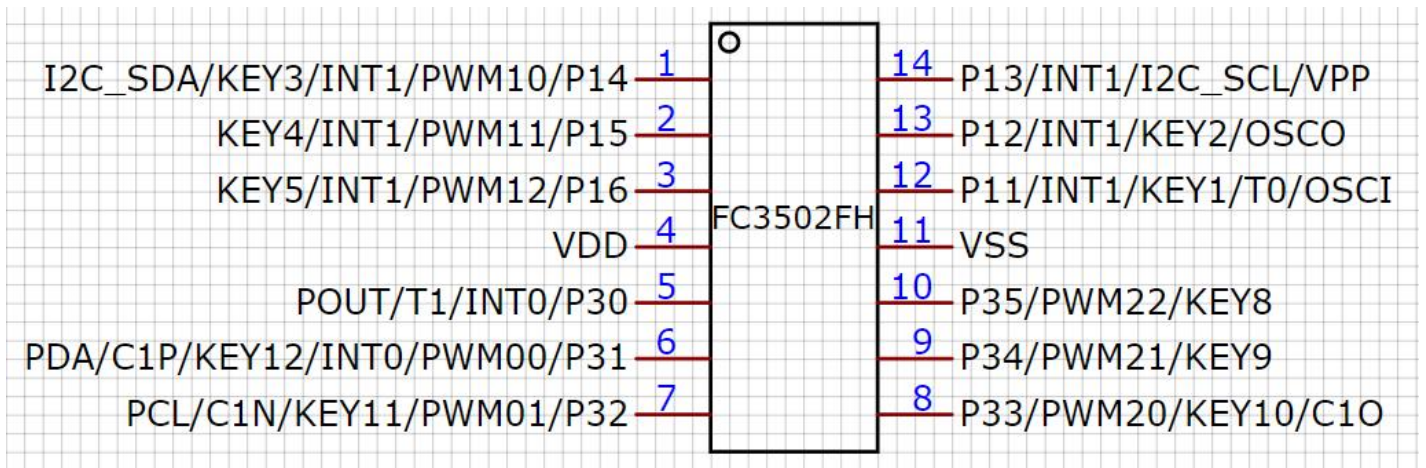 I2C_SDA/KEY3/INT1/PWM10/P14 1 14 P13/INT1/I2C_SCL/VPP
KEY4/INT1/PWM11/P15 2 13 P12/INT1/KEY2/OSCO
KEY5/INT1/PWM12/P16 3 12 P11/INT1/KEY1/T0/OSCI
FC3502FH
VDD 4 11 VSS
POUT/T1/INT0/P30 5 10 P35/PWM22/KEY8
PDA/C1P/KEY12/INT0/PWM00/P31 6 9 P34/PWM21/KEY9
PCL/C1N/KEY11/PWM01/P32 7 8 P33/PWM20/KEY10/C1O